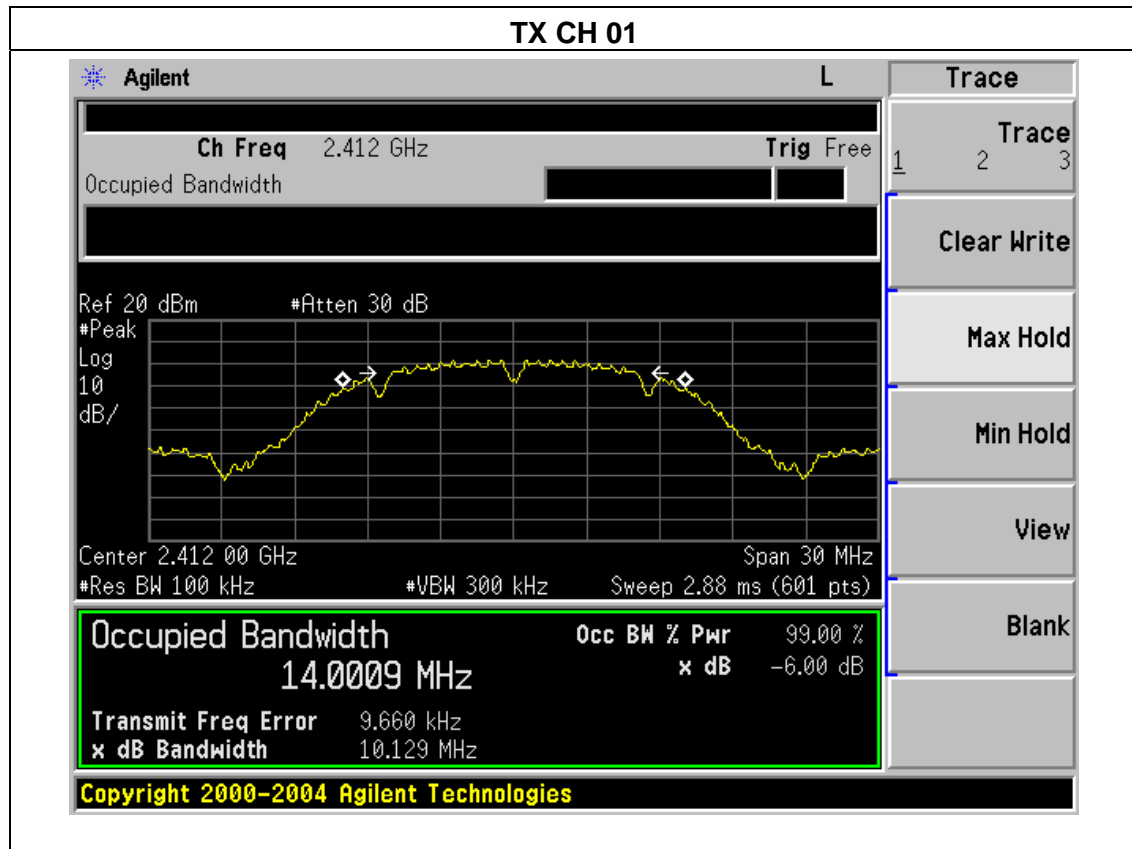 TX CH 01
Agilent L Trace
Ch Freq 2.412 GHz Trig Free
Occupied Bandwidth
Trace
1 2 3
Clear Write
Max Hold
Min Hold
View
Blank
Ref 20 dBm #Atten 30 dB
#Peak
Log
10
dB/
Center 2.412 00 GHz Span 30 MHz
#Res BW 100 kHz #VBW 300 kHz Sweep 2.88 ms (601 pts)
Occupied Bandwidth Occ BW % Pwr 99.00 %
14.0009 MHz x dB -6.00 dB
Transmit Freq Error 9.660 kHz
x dB Bandwidth 10.129 MHz
Copyright 2000-2004 Agilent Technologies